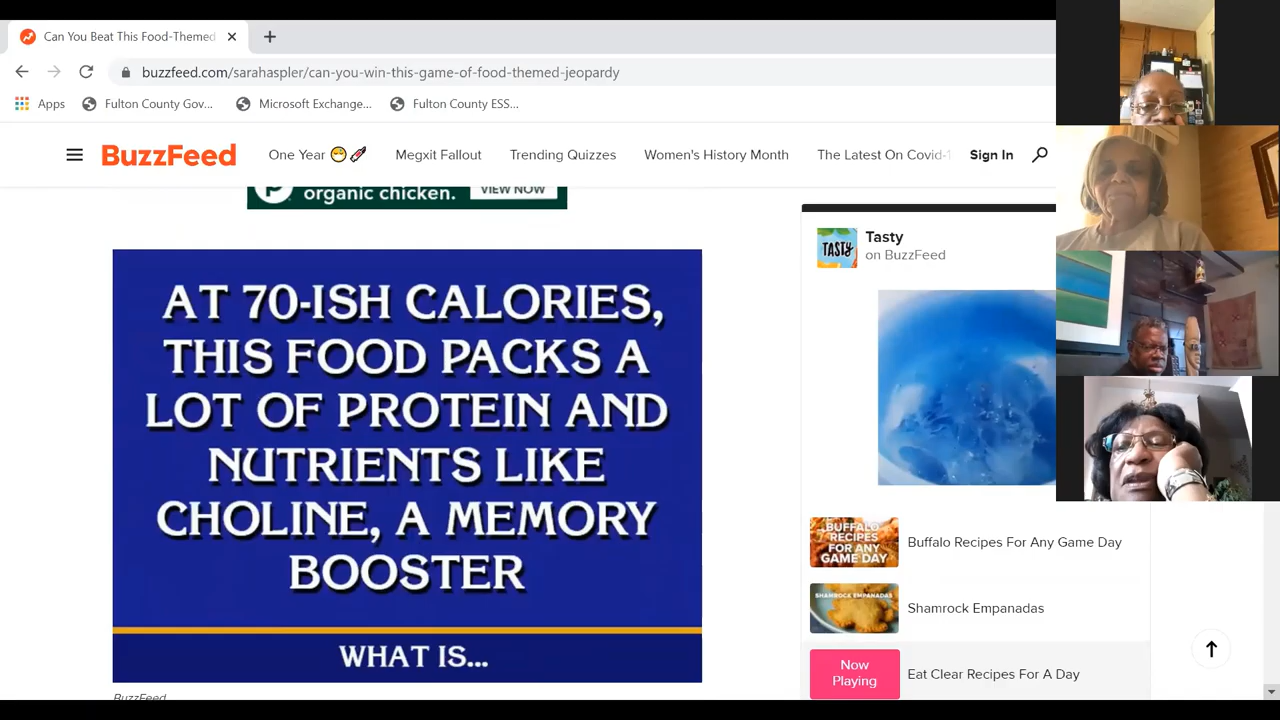 Can You Beat This Food-Themed
buzzfeed.com/sarahaspler/can-you-win-this-game-of-food-themed-jeopardy
Apps
Fulton County Gov...
Microsoft Exchange...
Fulton County ESS...
BuzzFeed
One Year
Megxit Fallout
Trending Quizzes
Women's History Month
The Latest On Covid-1
Sign In
organic chicken.
VIEW NOW
AT 70-ISH CALORIES,
THIS FOOD PACKS A
LOT OF PROTEIN AND
NUTRIENTS LIKE
CHOLINE, A MEMORY
BOOSTER
WHAT IS...
BuzzFeed
TASTY
Tasty
on BuzzFeed
BUFFALO
RECIPES
FOR ANY
GAME DAY
Buffalo Recipes For Any Game Day
SHAMROCK EMPANADAS
Shamrock Empanadas
Now
Playing
Eat Clear Recipes For A Day